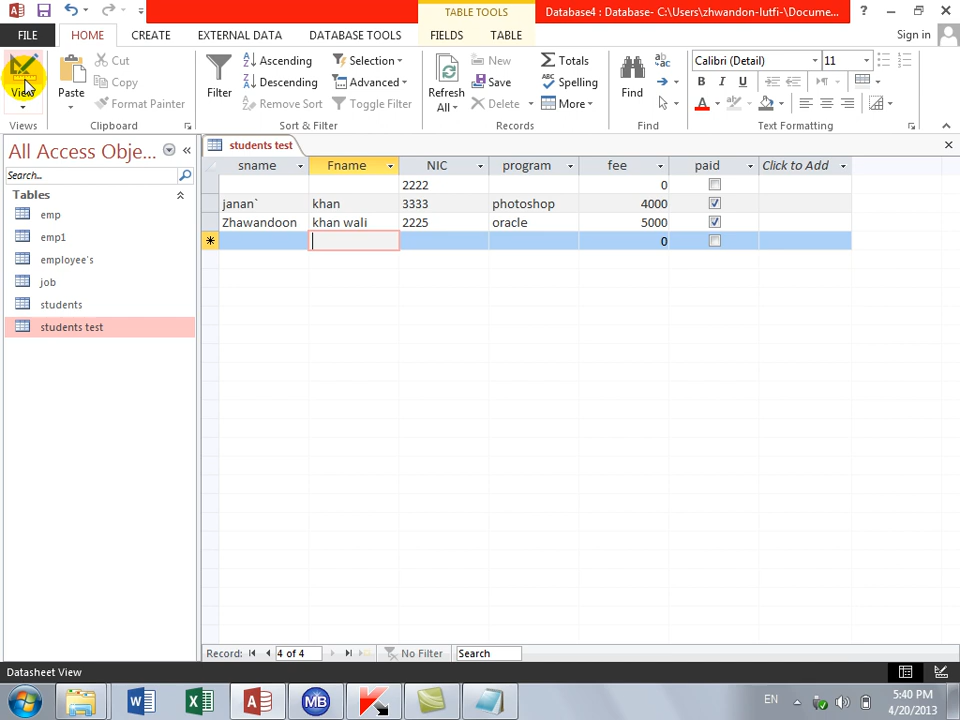 TABLE TOOLS
Database4 : Database- C:\Users\zhwandon-lutfi-\Docume...
FILE HOME CREATE EXTERNAL DATA DATABASE TOOLS FIELDS TABLE Sign in
View
Paste
Cut
Copy
Format Painter
Filter
Ascending
Descending
Remove Sort
Selection
Advanced
Toggle Filter
Refresh
All
New
Save
Delete
Totals
Spelling
More
Find
Calibri (Detail) 11
B I U
Views Clipboard Sort & Filter Records Find Text Formatting
All Access Obje...
Search...
Tables
emp
emp1
employee's
job
students
students test
students test
sname Fname NIC program fee paid Click to Add
2222 0
janan` khan 3333 photoshop 4000
Zhawandoon khan wali 2225 oracle 5000
0
Record: 4 of 4 No Filter Search
Datasheet View
EN
5:40 PM
4/20/2013